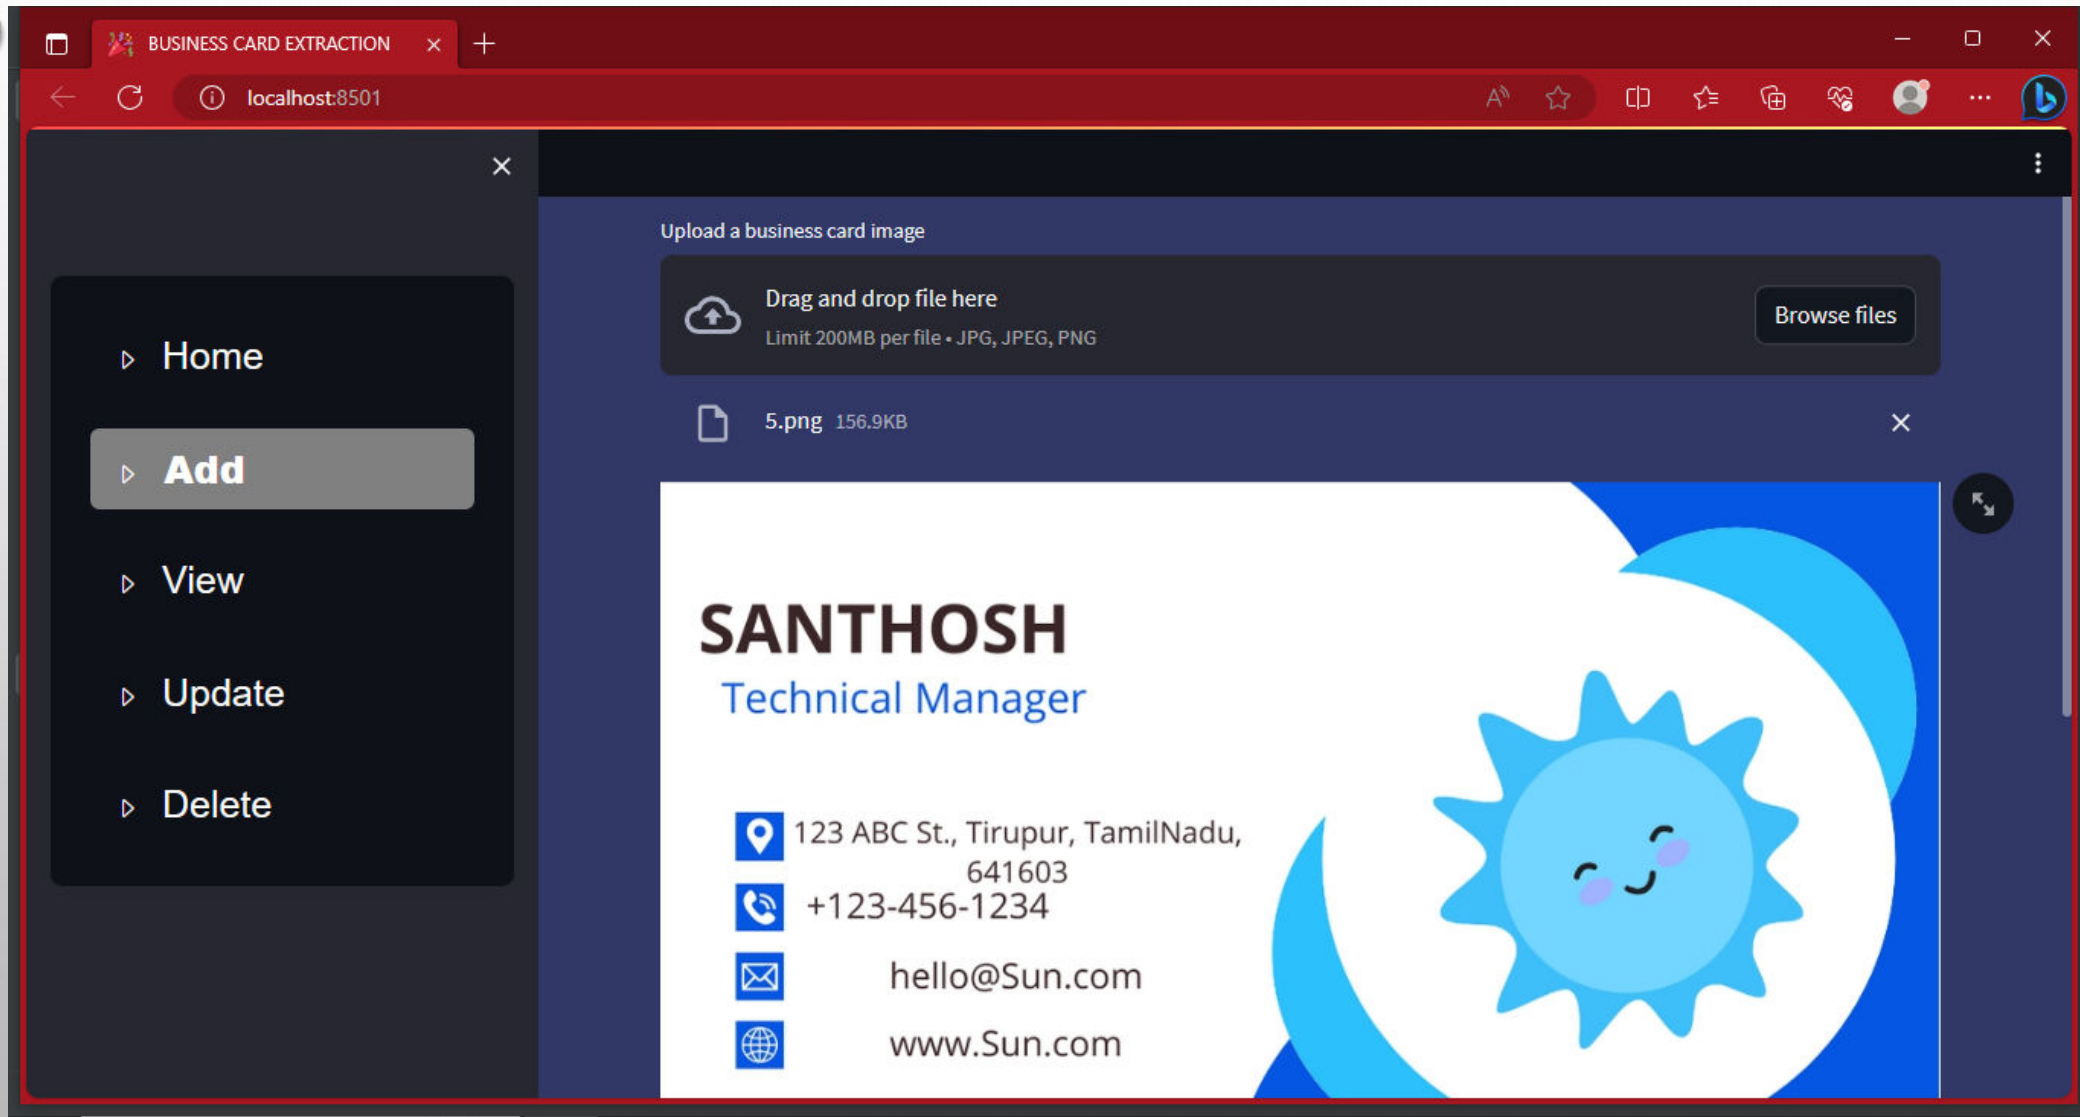 BUSINESS CARD EXTRACTION
localhost:8501
Upload a business card image
Drag and drop file here
Limit 200MB per file • JPG, JPEG, PNG
Browse files
5.png 156.9KB
Home
Add
View
Update
Delete
SANTHOSH
Technical Manager
123 ABC St., Tirupur, TamilNadu,
641603
+123-456-1234
hello@Sun.com
www.Sun.com